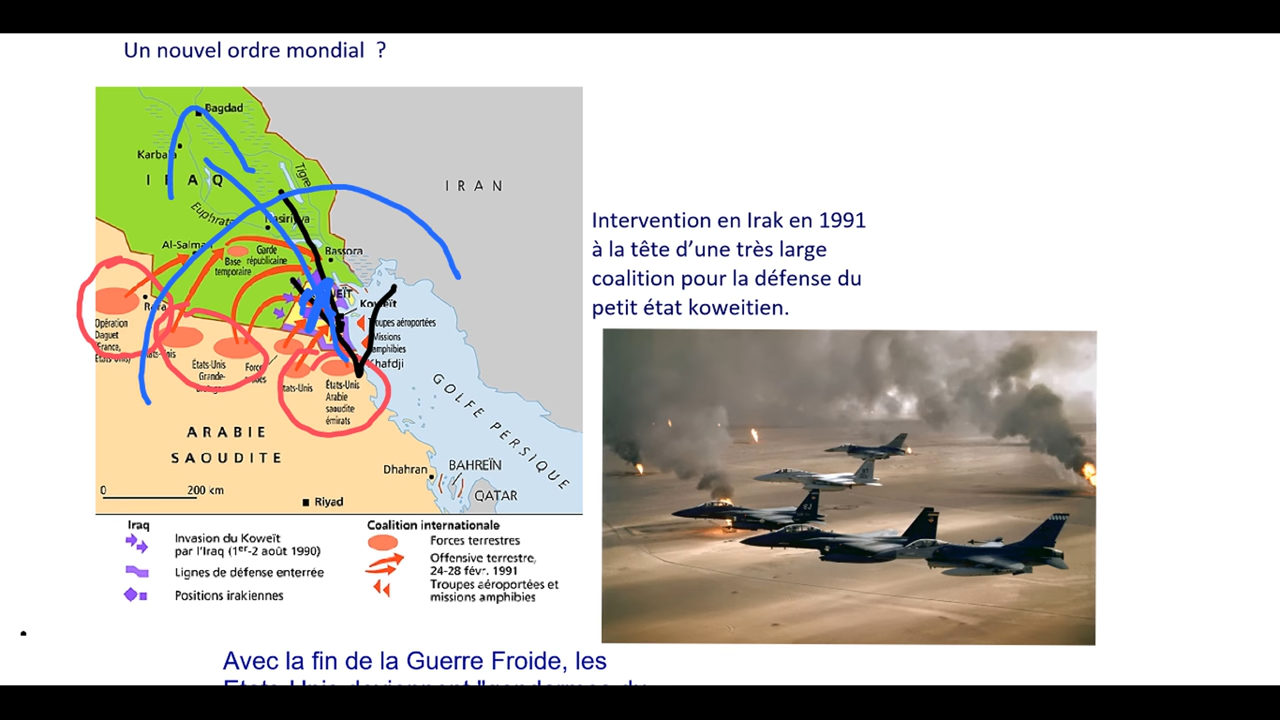 Un nouvel ordre mondial ?
Bagdad
Karbala
IRAQ
Tigre
IRAN
Euphrate
Nasiriyya
Al-Salman
Garde
républicaine
Base
temporaire
Bassora
Koweït
Rafa
Troupes aéroportées
Missions
amphibies
Khafdji
Opération
Daguet
(France,
États-Unis)
États-Unis
Grande-
États-Unis
États-Unis
Arabie
saoudite
émirats
GOLFE PERSIQUE
ARABIE
SAOUDITE
Dhahran
BAHREÏN
QATAR
0 200 km
Riyad
Intervention en Irak en 1991
à la tête d’une très large
coalition pour la défense du
petit état koweitien.
Iraq
Invasion du Koweït
par l'Iraq (1er-2 août 1990)
Lignes de défense enterrée
Positions irakiennes
Coalition internationale
Forces terrestres
Offensive terrestre,
24-28 févr. 1991
Troupes aéroportées et
missions amphibies
Avec la fin de la Guerre Froide, les